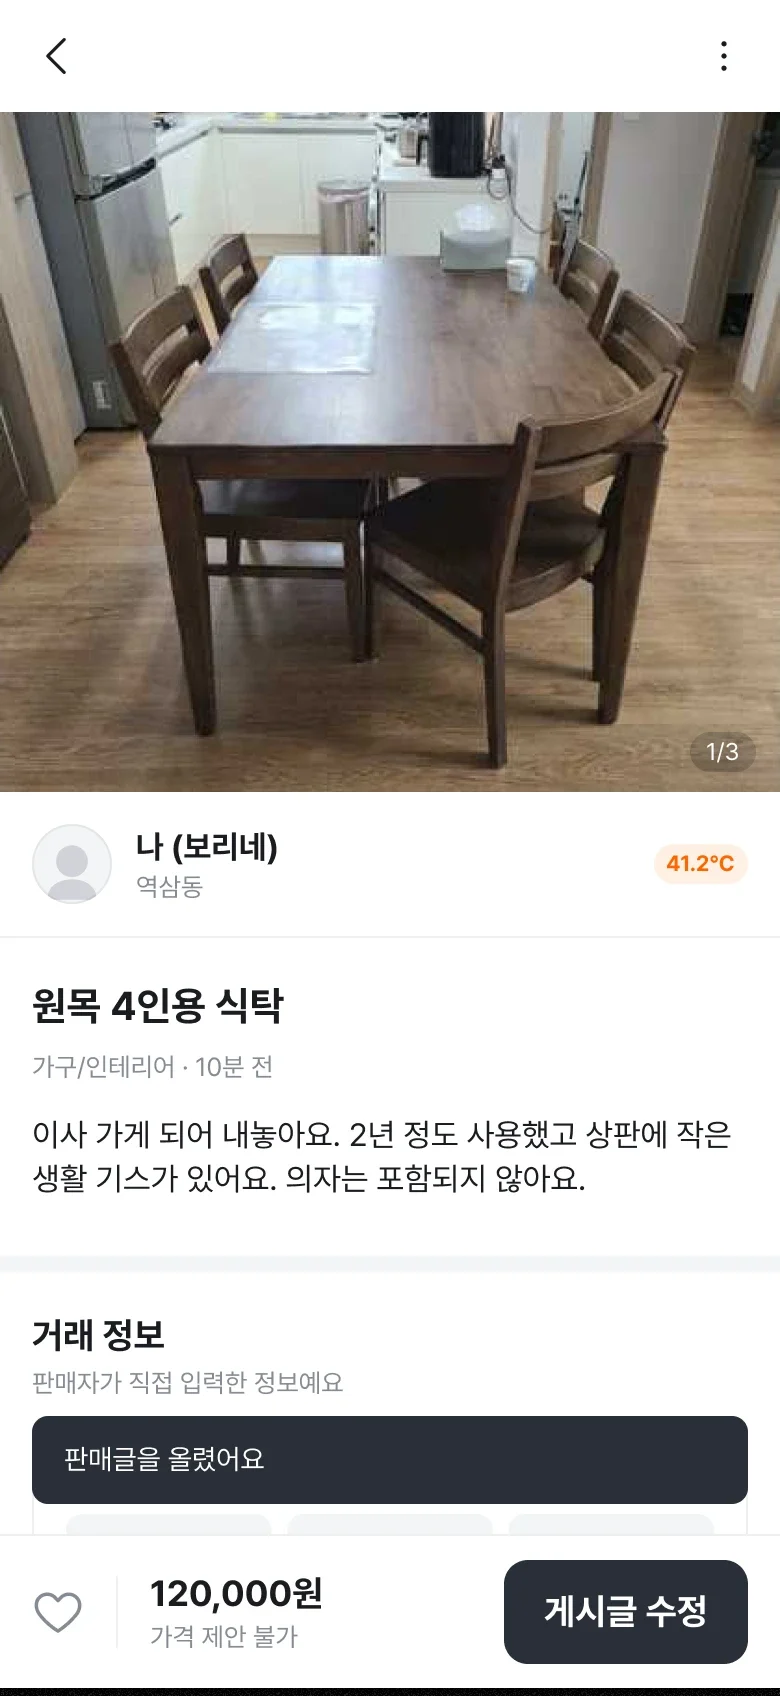 1/3
나 (보리네)
역삼동
41.2°C
원목 4인용 식탁
가구/인테리어 · 10분 전
이사 가게 되어 내놓아요. 2년 정도 사용했고 상판에 작은
생활 기스가 있어요. 의자는 포함되지 않아요.
거래 정보
판매자가 직접 입력한 정보예요
판매글을 올렸어요
120,000원
가격 제안 불가
게시글 수정